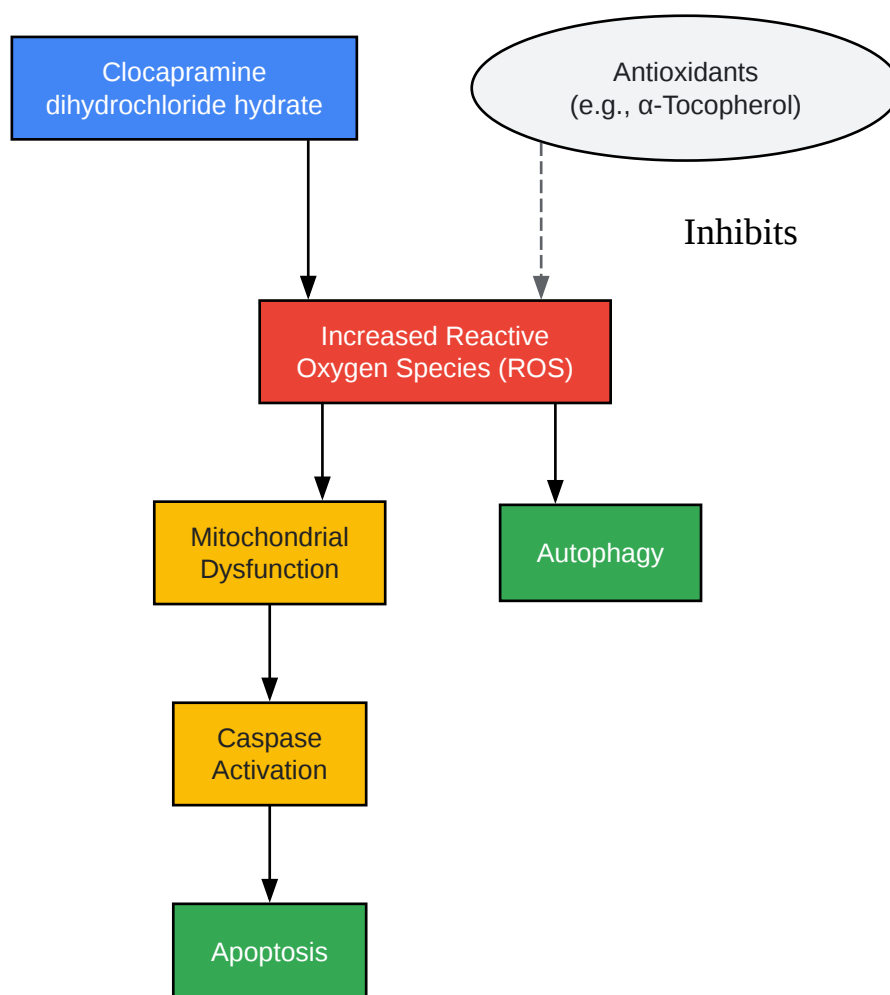 Clocapramine
dihydrochloride hydrate
Antioxidants
(e.g., α-Tocopherol)
Inhibits
Increased Reactive
Oxygen Species (ROS)
Mitochondrial
Dysfunction
Autophagy
Caspase
Activation
Apoptosis